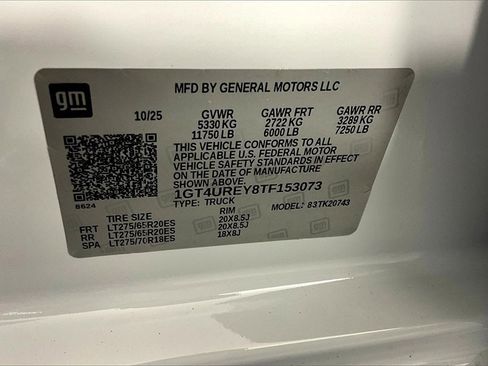 gm
MFD BY GENERAL MOTORS LLC
10/25 GVWR GAWR FRT GAWR RR
5330 KG 2722 KG 3289 KG
11750 LB 6000 LB 7250 LB
THIS VEHICLE CONFORMS TO ALL
APPLICABLE U.S. FEDERAL MOTOR
VEHICLE SAFETY STANDARDS IN EFFECT
ON THE DATE OF MANUFACTURE
SHOWN ABOVE.
1GT4UREY8TF153073
8624
TYPE: TRUCK MODEL: 83TK20743
TIRE SIZE RIM
FRT LT275/65R20ES 20X8.5J
RR LT275/65R20ES 20X8.5J
SPA LT275/70R18ES 18X8J